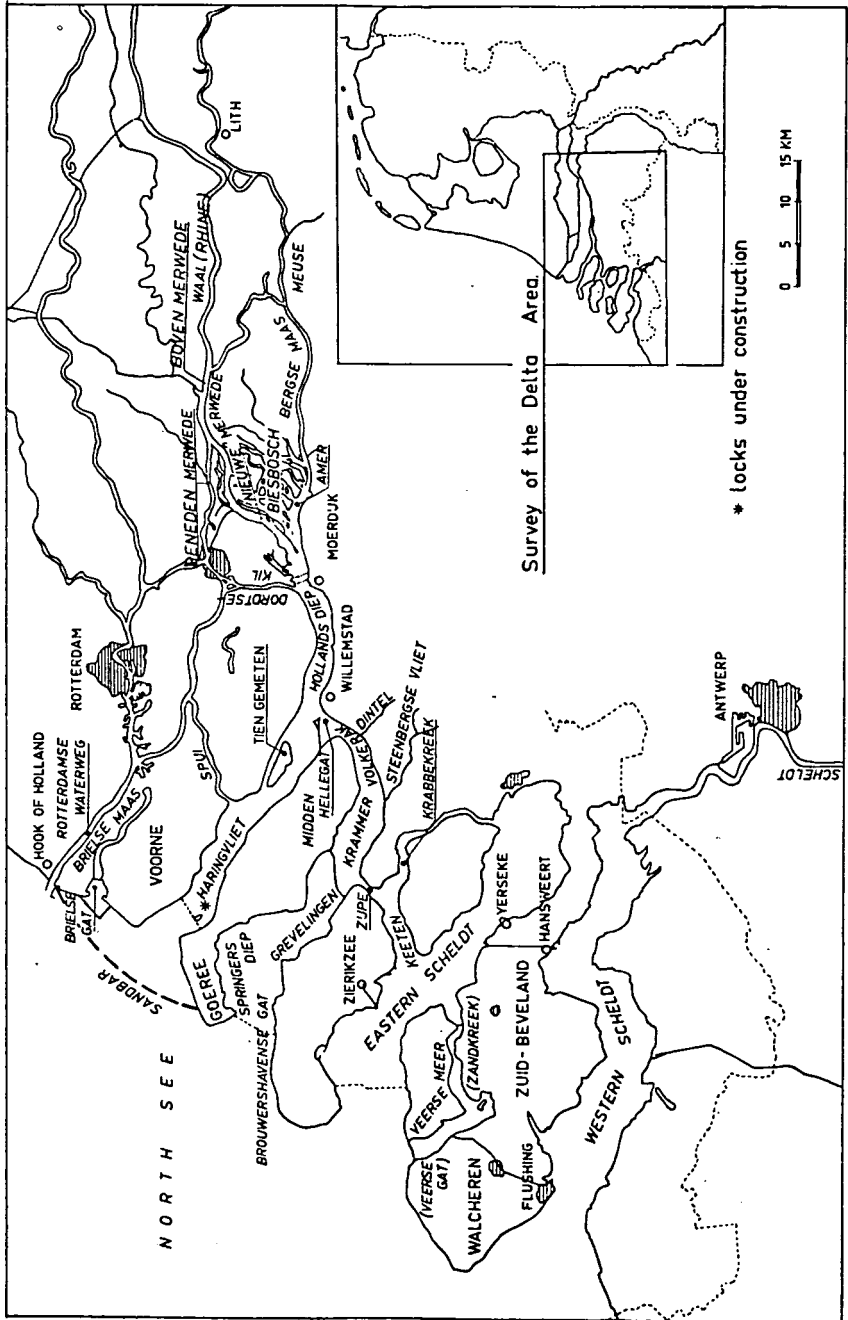 NORTH SEE
SANDBAR
HOOK OF HOLLAND
ROTTERDAMSE
WATERWEG
BRIELSE MAAS
BRIELSE
GAT
VOORNE
ROTTERDAM
SPUI
HARINGVLIET
*
GOEREE
SPRINGERS
DIEP
BROUWERSHAVENSE GAT
GREVELINGEN
TIEN GEMETEN
DORDTSE
KIL
BENEDEN MERWEDE
BOVEN MERWEDE
WAAL (RHINE)
LITH
NIEUWE MERWEDE
BIESBOSCH
BERGSE MAAS
MEUSE
AMER
MOERDIJK
HOLLANDS DIEP
WILLEMSTAD
MIDDEN
HELLEGAT
KRAMMER VOLKERAK
DINTEL
STEENBERGSE VLIET
KRABBEKREEK
ZIJPE
ZIERIKZEE
KEETEN
EASTERN SCHELDT
YERSEKE
HANSWEERT
VEERSE MEER
(ZANDKREEK)
ZUID-BEVELAND
(VEERSE
GAT)
WALCHEREN
FLUSHING
WESTERN SCHELDT
ANTWERP
SCHELDT
Survey of the Delta Area.
* locks under construction
0 5 10 15 KM